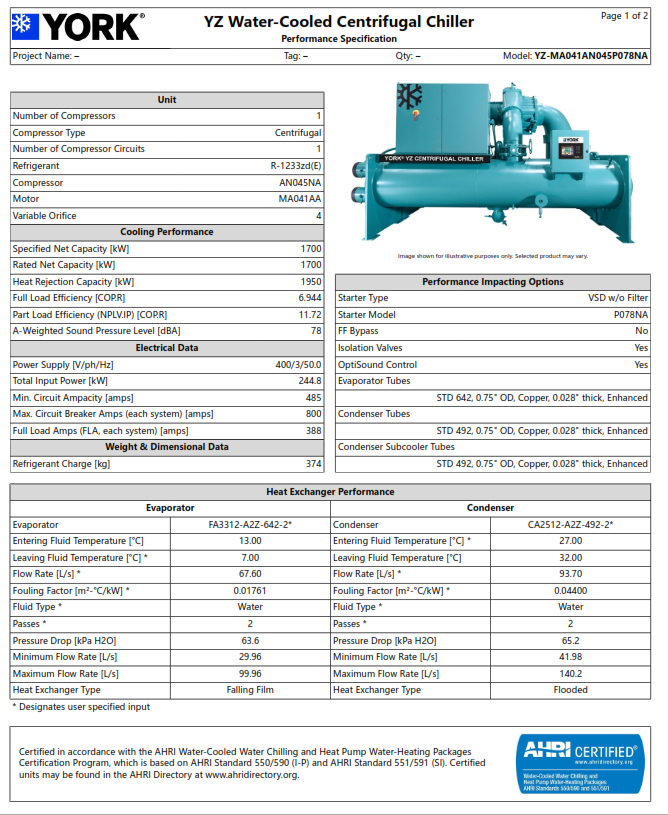 YORK®
YZ Water-Cooled Centrifugal Chiller
Performance Specification
Page 1 of 2
Project Name: –
Tag: –
Qty: –
Model: YZ-MA041AN045P078NA
Unit
Number of Compressors 1
Compressor Type Centrifugal
Number of Compressor Circuits 1
Refrigerant R-1233zd(E)
Compressor AN045NA
Motor MA041AA
Variable Orifice 4
Cooling Performance
Specified Net Capacity [kW] 1700
Rated Net Capacity [kW] 1700
Heat Rejection Capacity [kW] 1950
Full Load Efficiency [COP.R] 6.944
Part Load Efficiency (NPLV.IP) [COP.R] 11.72
A-Weighted Sound Pressure Level [dBA] 78
Electrical Data
Power Supply [V/ph/Hz] 400/3/50.0
Total Input Power [kW] 244.8
Min. Circuit Ampacity [amps] 485
Max. Circuit Breaker Amps (each system) [amps] 800
Full Load Amps (FLA, each system) [amps] 388
Weight & Dimensional Data
Refrigerant Charge [kg] 374
YORK® YZ CENTRIFUGAL CHILLER
Image shown for illustrative purposes only. Selected product may vary.
Performance Impacting Options
Starter Type VSD w/o Filter
Starter Model P078NA
FF Bypass No
Isolation Valves Yes
OptiSound Control Yes
Evaporator Tubes
STD 642, 0.75" OD, Copper, 0.028" thick, Enhanced
Condenser Tubes
STD 492, 0.75" OD, Copper, 0.028" thick, Enhanced
Condenser Subcooler Tubes
STD 492, 0.75" OD, Copper, 0.028" thick, Enhanced
Heat Exchanger Performance
Evaporator Condenser
Evaporator FA3312-A2Z-642-2* Condenser CA2512-A2Z-492-2*
Entering Fluid Temperature [°C] 13.00 Entering Fluid Temperature [°C] * 27.00
Leaving Fluid Temperature [°C] * 7.00 Leaving Fluid Temperature [°C] 32.00
Flow Rate [L/s] * 67.60 Flow Rate [L/s] * 93.70
Fouling Factor [m²-°C/kW] * 0.01761 Fouling Factor [m²-°C/kW] * 0.04400
Fluid Type * Water Fluid Type * Water
Passes * 2 Passes * 2
Pressure Drop [kPa H2O] 63.6 Pressure Drop [kPa H2O] 65.2
Minimum Flow Rate [L/s] 29.96 Minimum Flow Rate [L/s] 41.98
Maximum Flow Rate [L/s] 99.96 Maximum Flow Rate [L/s] 140.2
Heat Exchanger Type Falling Film Heat Exchanger Type Flooded
* Designates user specified input
Certified in accordance with the AHRI Water-Cooled Water Chilling and Heat Pump Water-Heating Packages
Certification Program, which is based on AHRI Standard 550/590 (I-P) and AHRI Standard 551/591 (SI). Certified
units may be found in the AHRI Directory at www.ahridirectory.org.
AHRI CERTIFIED®
www.ahridirectory.org
Water-Cooled Water Chilling and
Heat Pump Water-Heating Packages
AHRI Standards 550/590 and 551/591